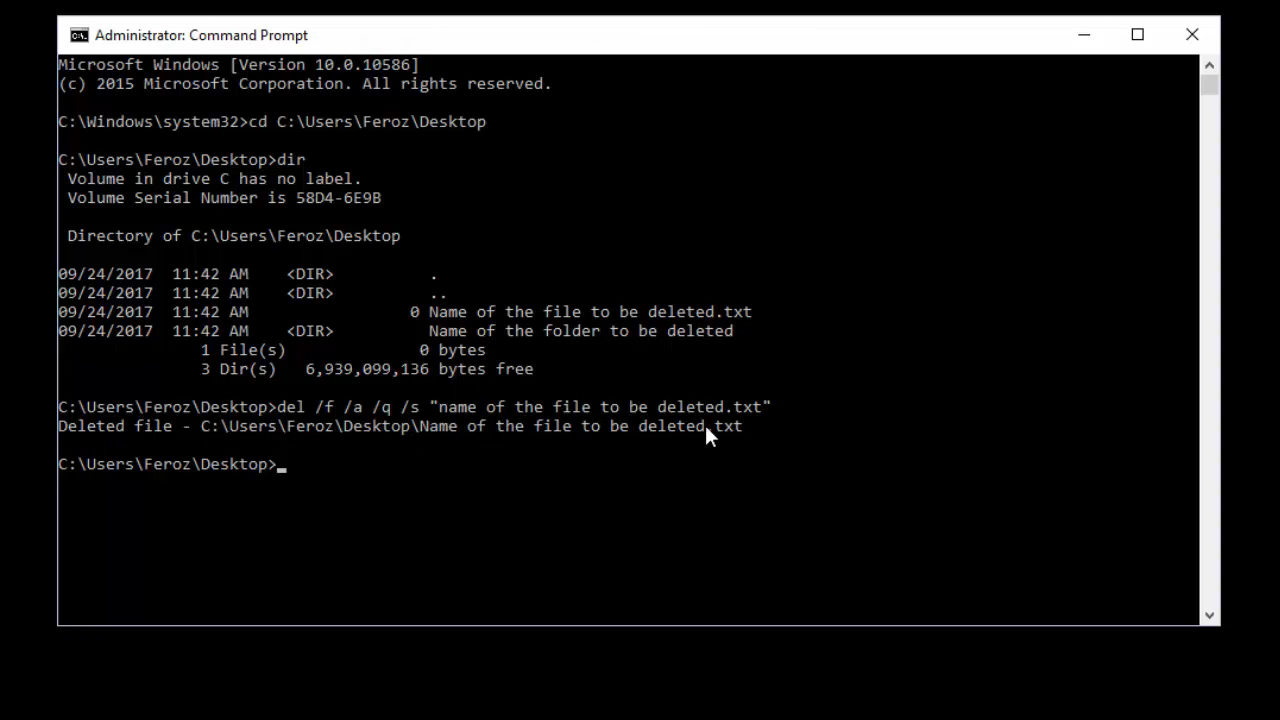 Administrator: Command Prompt
Microsoft Windows [Version 10.0.10586]
(c) 2015 Microsoft Corporation. All rights reserved.
C:\Windows\system32>cd C:\Users\Feroz\Desktop
C:\Users\Feroz\Desktop>dir
Volume in drive C has no label.
Volume Serial Number is 58D4-6E9B
Directory of C:\Users\Feroz\Desktop
09/24/2017  11:42 AM    <DIR>          .
09/24/2017  11:42 AM    <DIR>          ..
09/24/2017  11:42 AM                 0 Name of the file to be deleted.txt
09/24/2017  11:42 AM    <DIR>          Name of the folder to be deleted
1 File(s)              0 bytes
3 Dir(s)   6,939,099,136 bytes free
C:\Users\Feroz\Desktop>del /f /a /q /s "name of the file to be deleted.txt"
Deleted file - C:\Users\Feroz\Desktop\Name of the file to be deleted.txt
C:\Users\Feroz\Desktop>_